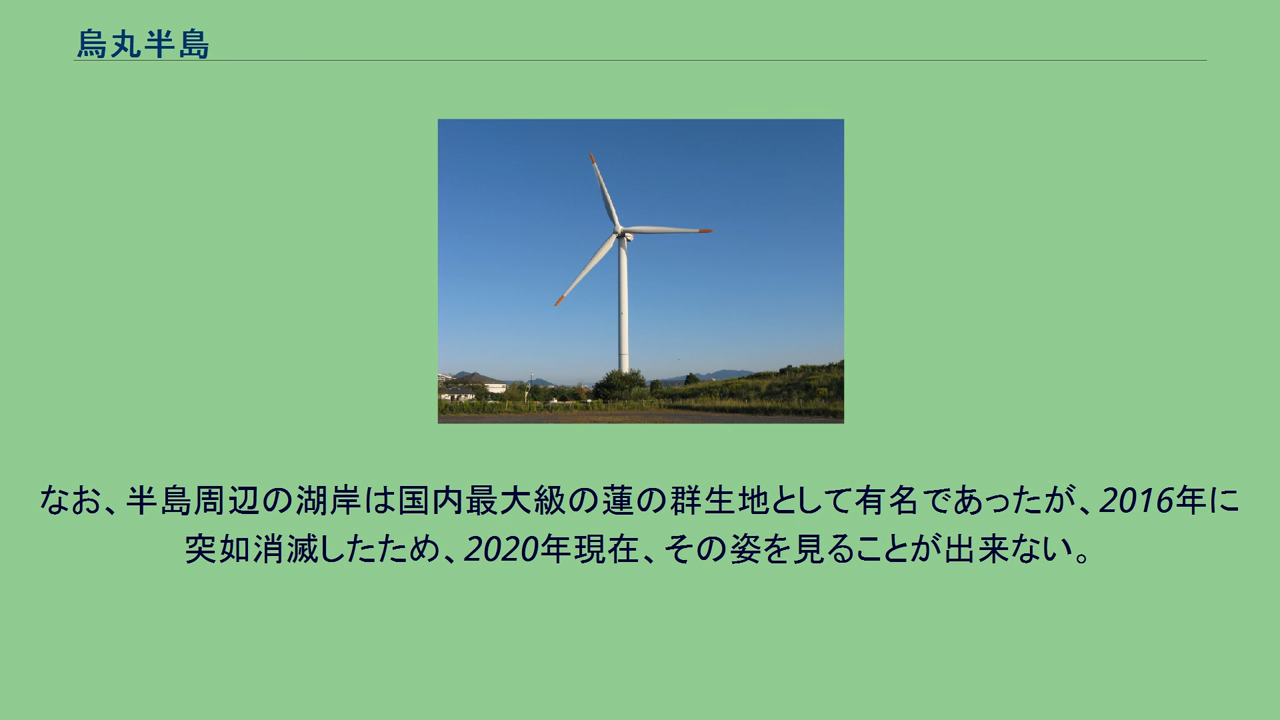 烏丸半島
なお、半島周辺の湖岸は国内最大級の蓮の群生地として有名であったが、2016年に
突如消滅したため、2020年現在、その姿を見ることが出来ない。